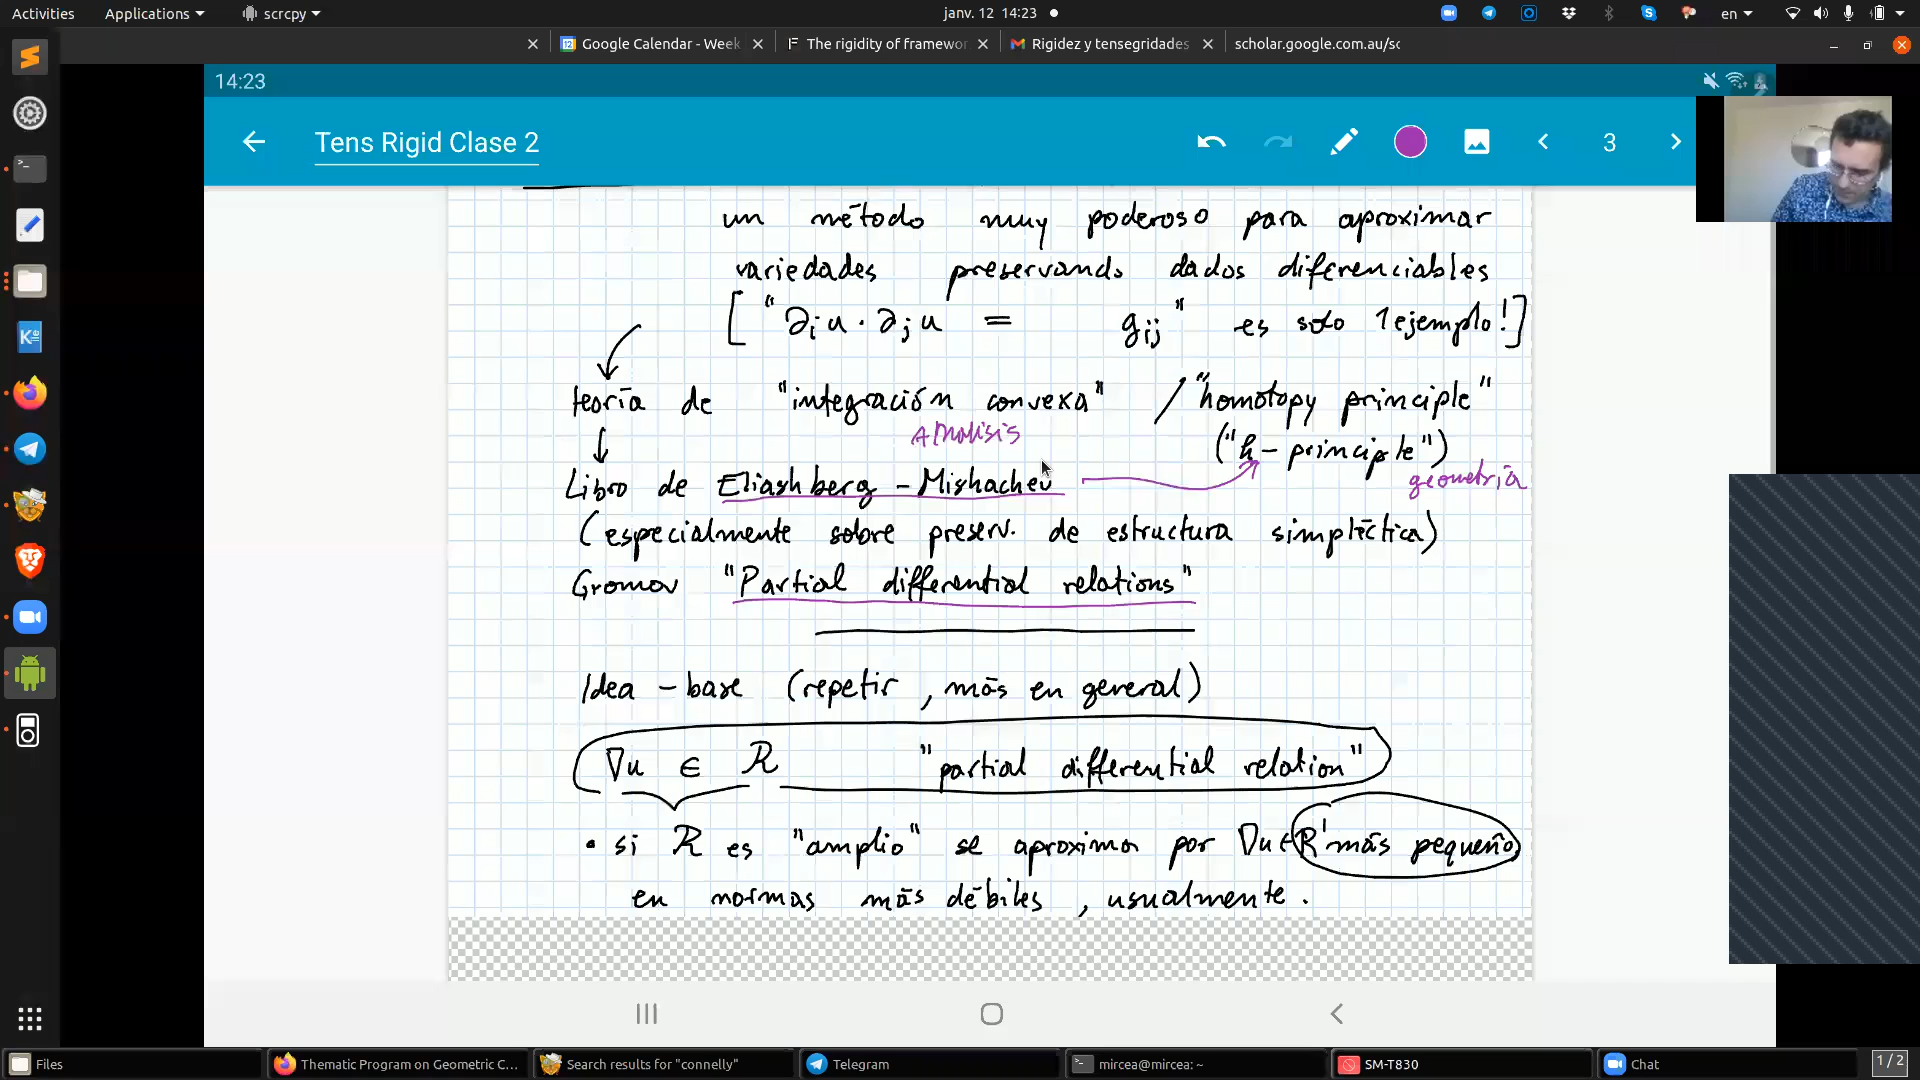 Activities Applications scrcpy janv. 12 14:23 en
Google Calendar - Week The rigidity of framewor Rigidez y tensegridades scholar.google.com.au/sc
14:23
Tens Rigid Clase 2 3
un método muy poderoso para aproximar
variedades preservando dados diferenciables
["∂iu · ∂ju = gij" es solo 1 ejemplo!]
teoría de "integración convexa" / "homotopy principle"
análisis
("h-principle")
geometría
Libro de Eliashberg - Mishachev
(especialmente sobre preserv. de estructura simpléctica)
Gromov "Partial differential relations"
Idea-base (repetir, más en general)
∇u ∈ R "partial differential relation"
• si R es "amplio" se aproxima por ∇u ∈ R' más pequeño
en normas más débiles, usualmente.
Files Thematic Program on Geometric C... Search results for "connelly" Telegram mircea@mircea: ~ SM-T830 Chat 1 / 2